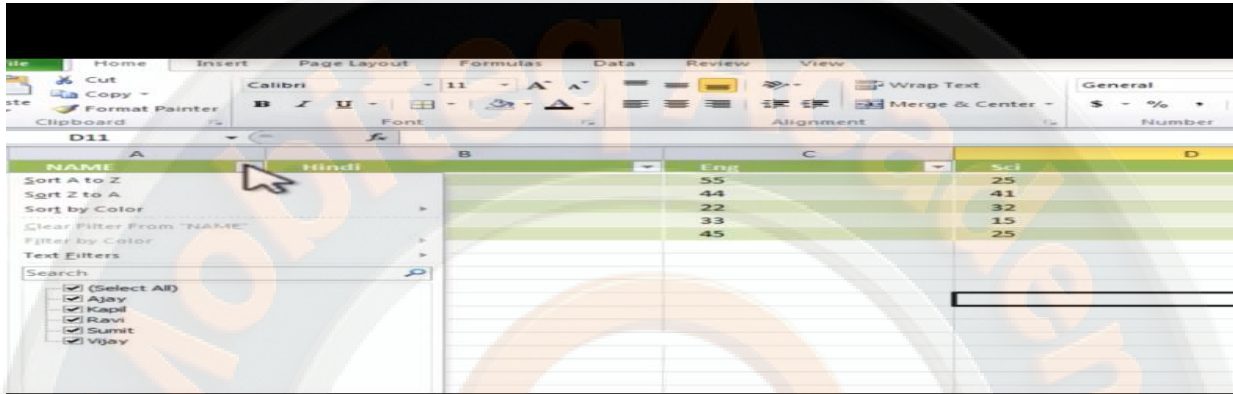 File Home Insert Page Layout Formulas Data Review View
Cut Calibri 11 A A Wrap Text General
Copy
Format Painter B I U A Merge & Center $ % ,
Clipboard Font Alignment Number
D11 fx
A B C D
NAME Hindi Eng Sci
Sort A to Z 55 25
Sort Z to A 44 41
Sort by Color 22 32
Clear Filter From "NAME" 33 15
Filter by Color 45 25
Text Filters
Search
(Select All)
Ajay
Kapil
Ravi
Sumit
Vijay